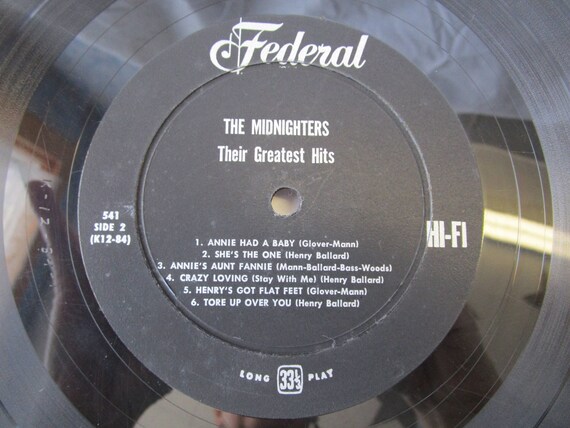 Federal
THE MIDNIGHTERS
Their Greatest Hits
541
SIDE 2
(K12-84)
HI-FI
1. ANNIE HAD A BABY (Glover-Mann)
2. SHE'S THE ONE (Henry Ballard)
3. ANNIE'S AUNT FANNIE (Mann-Ballard-Bass-Woods)
4. CRAZY LOVING (Stay With Me) (Henry Ballard)
5. HENRY'S GOT FLAT FEET (Glover-Mann)
6. TORE UP OVER YOU (Henry Ballard)
LONG 33⅓ PLAY